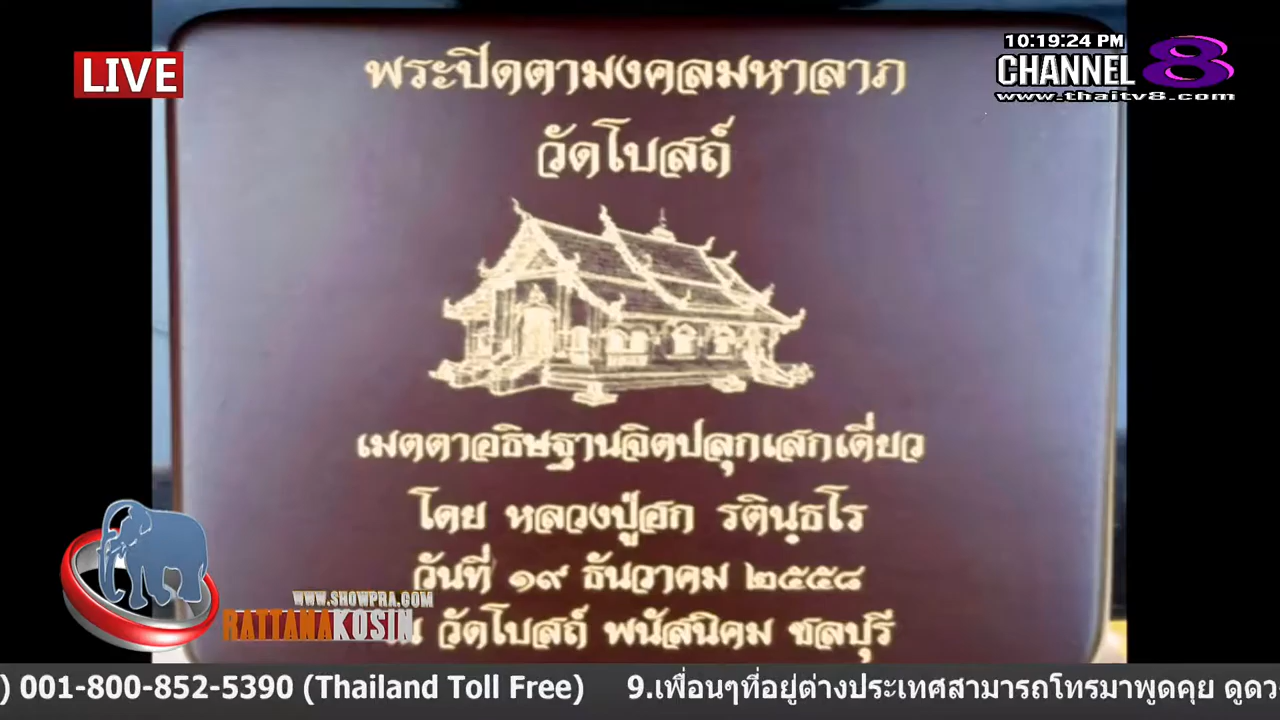 LIVE
10:19:24 PM
CHANNEL 8
www.thaitv8.com
พระปิดตามงคลมหาลาภ
วัดโบสถ์
เมตตาอธิษฐานจิตปลุกเสกเดี่ยว
โดย หลวงปู่ฮก รตินฺธโร
วันที่ ๑๙ ธันวาคม ๒๕๕๘
วัดโบสถ์ พนัสนิคม ชลบุรี
WWW.SHOWPRA.COM
RATTANAKOSIN
) 001-800-852-5390 (Thailand Toll Free) 9.เพื่อนๆที่อยู่ต่างประเทศสามารถโทรมาพูดคุย